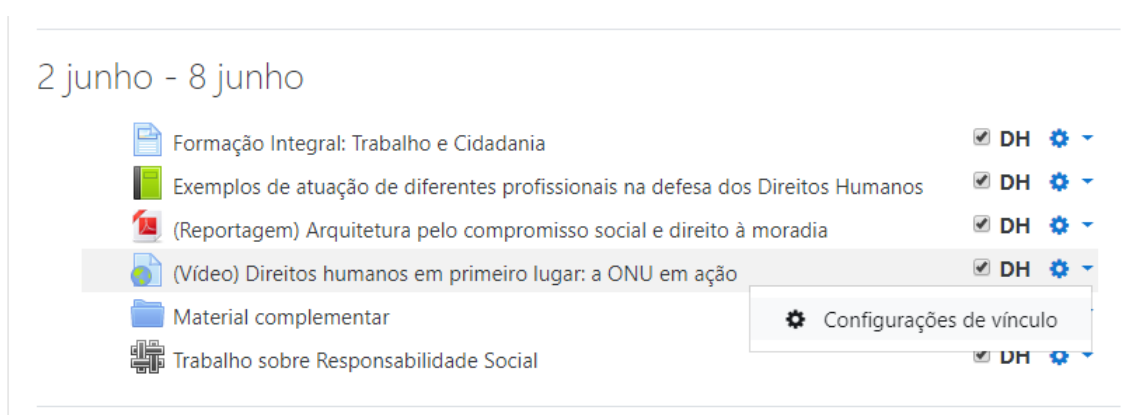 2 junho - 8 junho
Formação Integral: Trabalho e Cidadania DH
Exemplos de atuação de diferentes profissionais na defesa dos Direitos Humanos DH
(Reportagem) Arquitetura pelo compromisso social e direito à moradia DH
(Vídeo) Direitos humanos em primeiro lugar: a ONU em ação DH
Material complementar Configurações de vínculo
Trabalho sobre Responsabilidade Social DH